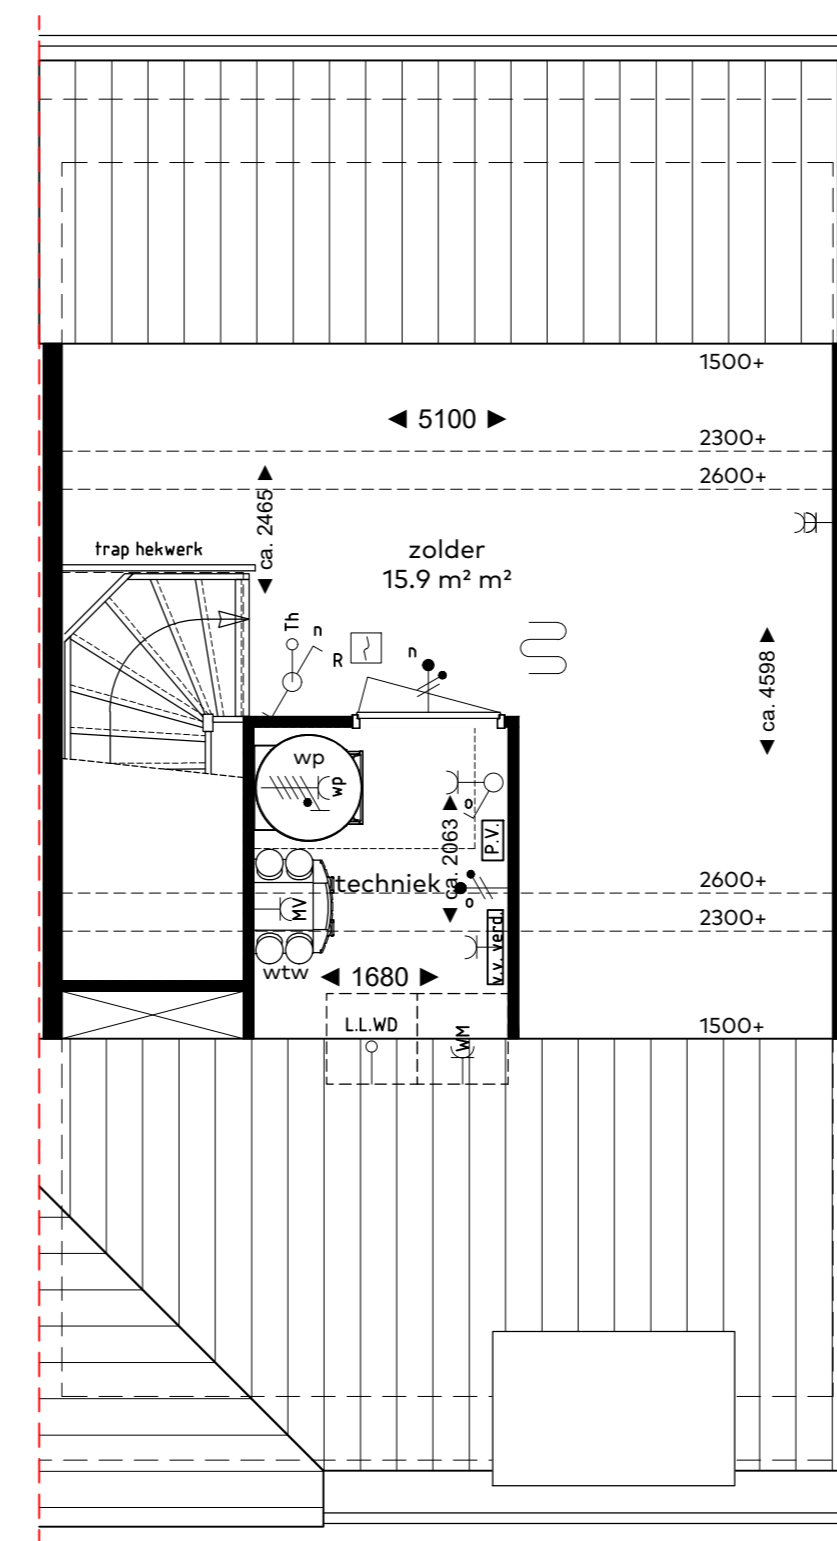 1500+
5100
2300+
2600+
ca. 2465
trap hekwerk
zolder
15.9 m² m²
Th
n
R
n
ca. 4598
wp
wp
o
P.V.
ca. 2063
techniek
2600+
o
MV
2300+
v.v. verd.
wtw
1680
L.L.WD
WM
1500+